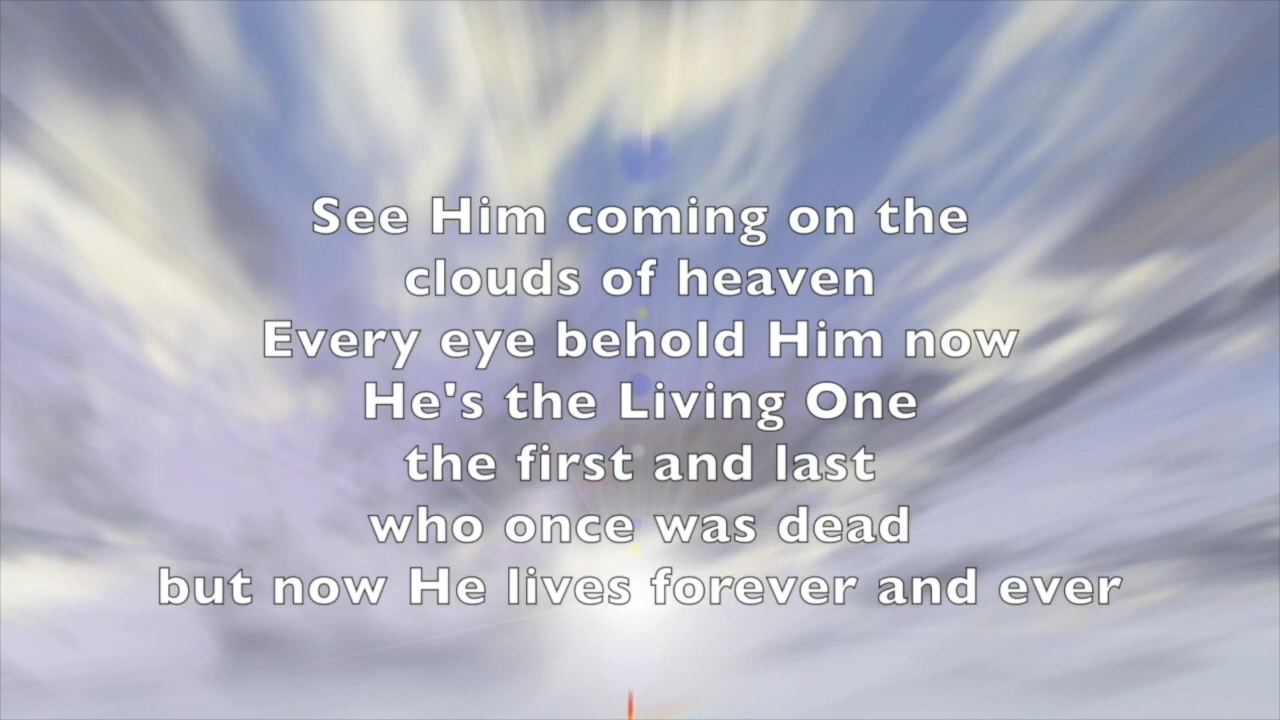 See Him coming on the
clouds of heaven
Every eye behold Him now
He's the Living One
the first and last
who once was dead
but now He lives forever and ever